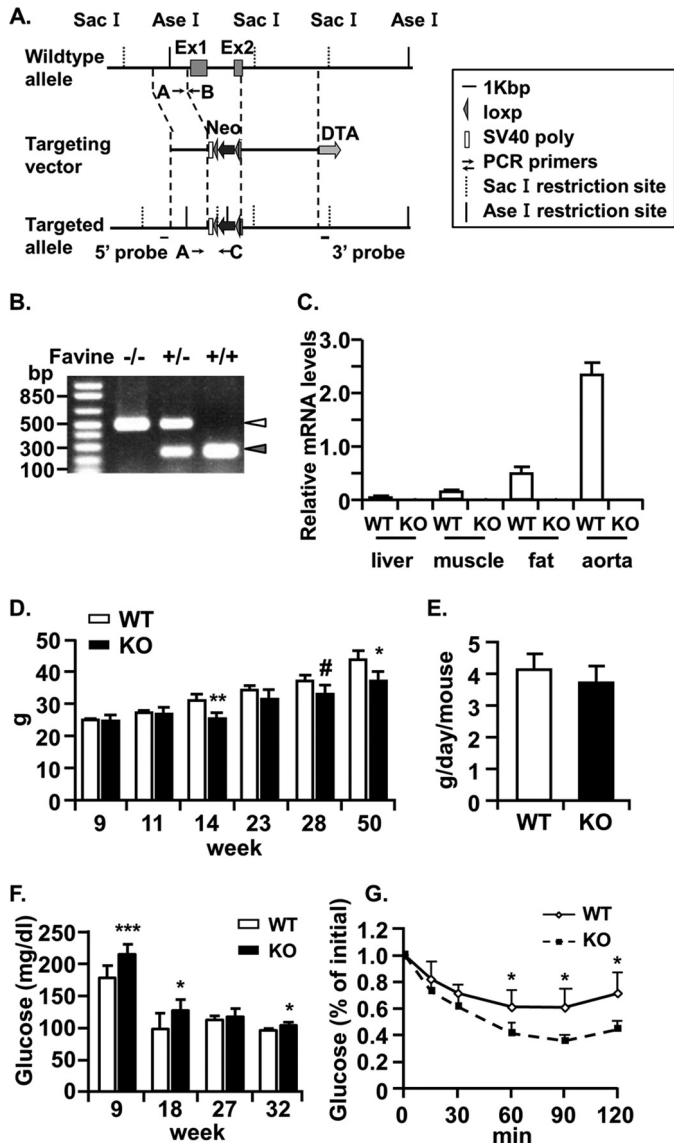 A.
Sac I Ase I Sac I Sac I Ase I
Ex1 Ex2
Wildtype
allele
A B
Neo
DTA
Targeting
vector
Targeted
allele
5' probe A C 3' probe
1Kbp
loxp
SV40 poly
PCR primers
Sac I restriction site
Ase I restriction site
B.
Favine -/- +/- +/+
bp
850
500
300
100
C.
Relative mRNA levels
3.0
2.0
1.0
0
WT KO WT KO WT KO WT KO
liver muscle fat aorta
D.
WT
KO
g
50
40
30
20
10
0
** # *
9 11 14 23 28 50
week
E.
g/day/mouse
5
4
3
2
1
0
WT KO
F.
WT
KO
Glucose (mg/dl)
250
200
150
100
50
0
*** * *
9 18 27 32
week
G.
WT
KO
Glucose (% of initial)
1.2
1.0
0.8
0.6
.4
.2
0
* * *
0 30 60 90 120
min